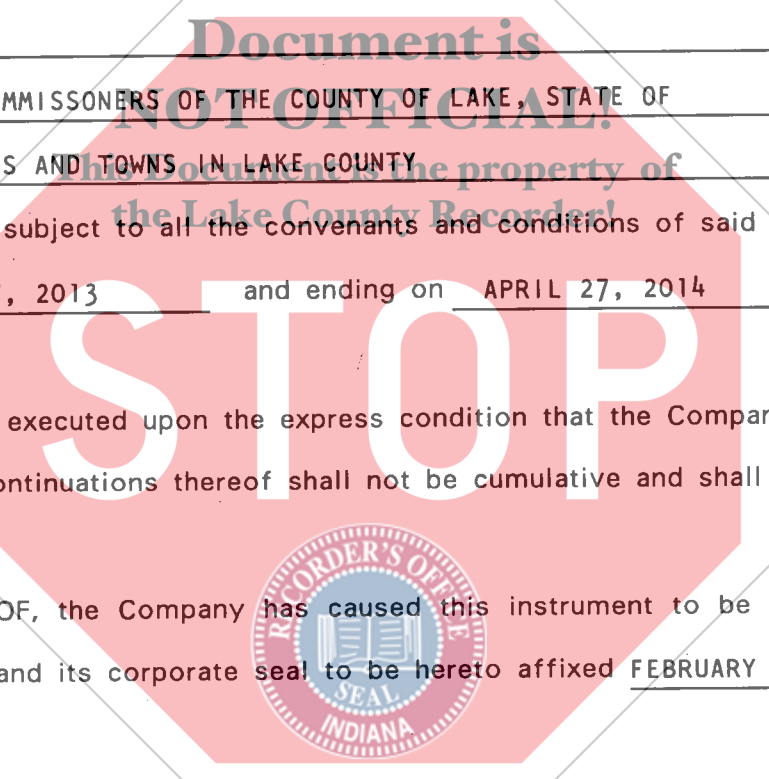 Document is
MMISSONERS OF THE COUNTY OF LAKE, STATE OF
NOT OFFICIAL!
S AND TOWNS IN LAKE COUNTY
This Document is the property of
the Lake County Recorder!
subject to all the convenants and conditions of said
, 2013 and ending on APRIL 27, 2014
STOP
executed upon the express condition that the Compan
ontinuations thereof shall not be cumulative and shall
RECORDER'S OFFICE
OF, the Company has caused this instrument to be
and its corporate seal to be hereto affixed FEBRUARY
SEAL
INDIANA